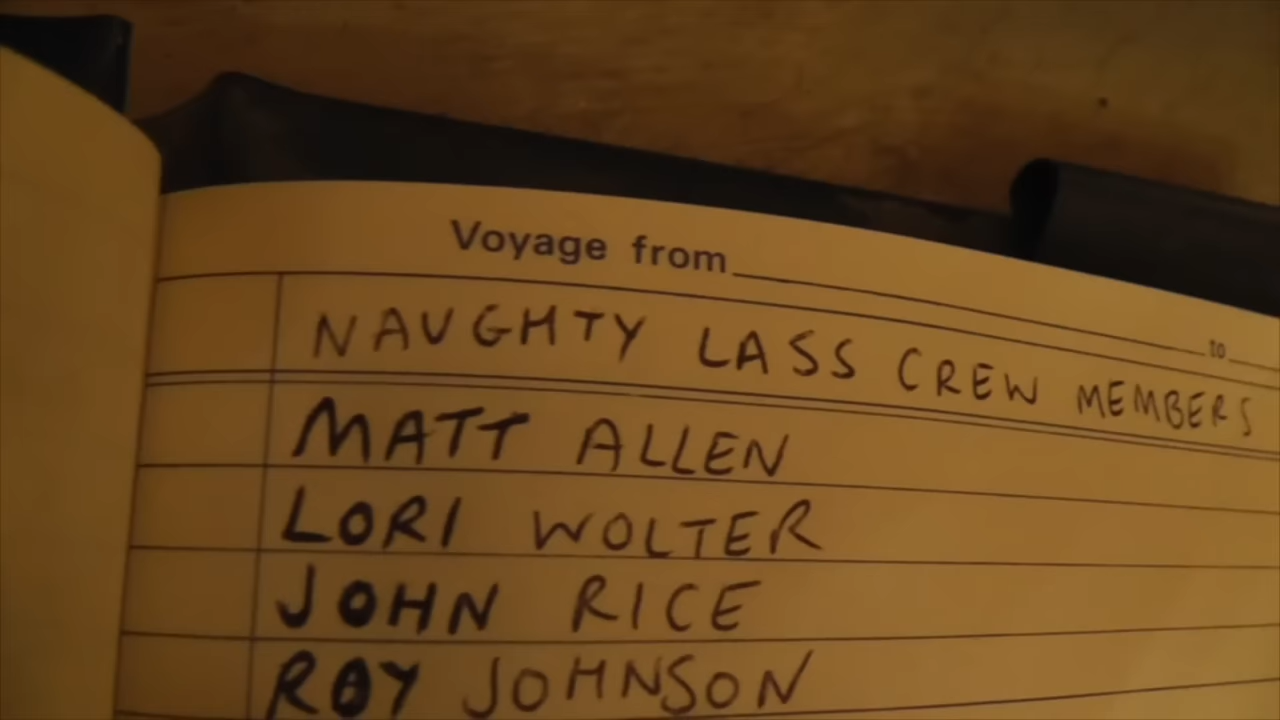 Voyage from to
NAUGHTY LASS CREW MEMBERS
MATT ALLEN
LORI WOLTER
JOHN RICE
ROY JOHNSON